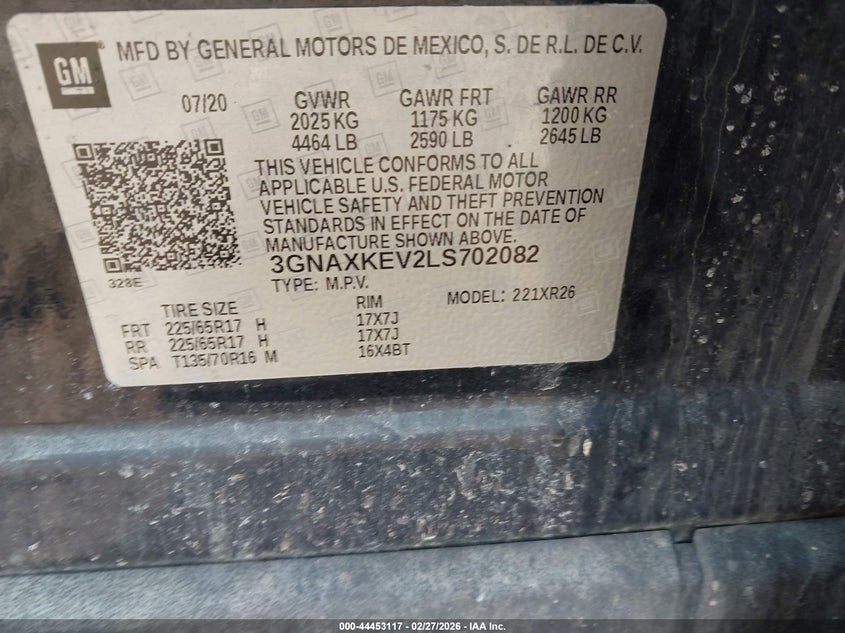 GM
MFD BY GENERAL MOTORS DE MEXICO, S. DE R.L. DE C.V.
07/20 GVWR GAWR FRT GAWR RR
2025 KG 1175 KG 1200 KG
4464 LB 2590 LB 2645 LB
THIS VEHICLE CONFORMS TO ALL
APPLICABLE U.S. FEDERAL MOTOR
VEHICLE SAFETY AND THEFT PREVENTION
STANDARDS IN EFFECT ON THE DATE OF
MANUFACTURE SHOWN ABOVE.
328E
3GNAXKEV2LS702082
TYPE: M.P.V. MODEL: 221XR26
TIRE SIZE RIM
FRT 225/65R17 H 17X7J
RR 225/65R17 H 17X7J
SPA T135/70R16 M 16X4BT
000-44453117 | 02/27/2026 | IAA Inc.